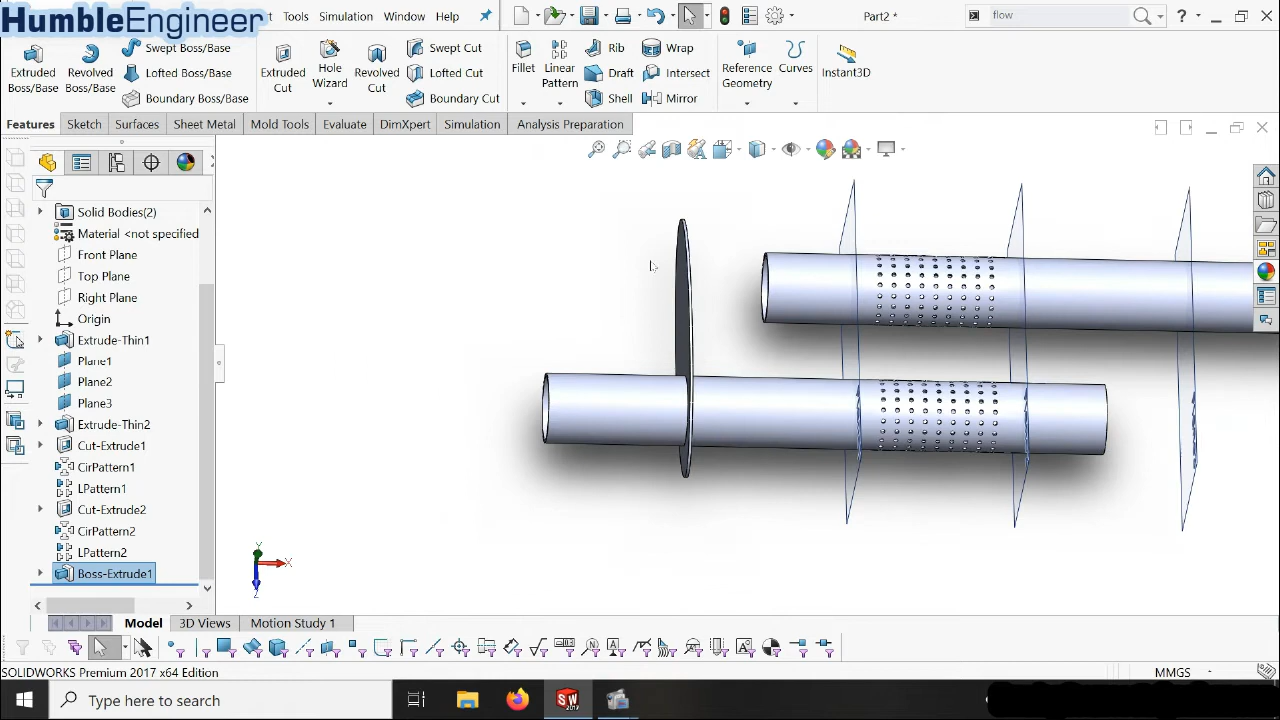 HumbleEngineer
Tools Simulation Window Help
Part2 *
flow
?
Extruded Boss/Base
Revolved Boss/Base
Swept Boss/Base
Lofted Boss/Base
Boundary Boss/Base
Extruded Cut
Hole Wizard
Revolved Cut
Swept Cut
Lofted Cut
Boundary Cut
Fillet
Linear Pattern
Rib
Draft
Shell
Wrap
Intersect
Mirror
Reference Geometry
Curves
Instant3D
Features Sketch Surfaces Sheet Metal Mold Tools Evaluate DimXpert Simulation Analysis Preparation
Solid Bodies(2)
Material <not specified
Front Plane
Top Plane
Right Plane
Origin
Extrude-Thin1
Plane1
Plane2
Plane3
Extrude-Thin2
Cut-Extrude1
CirPattern1
LPattern1
Cut-Extrude2
CirPattern2
LPattern2
Boss-Extrude1
Y
X
Z
Model 3D Views Motion Study 1
SOLIDWORKS Premium 2017 x64 Edition
MMGS
Type here to search
SW
2017